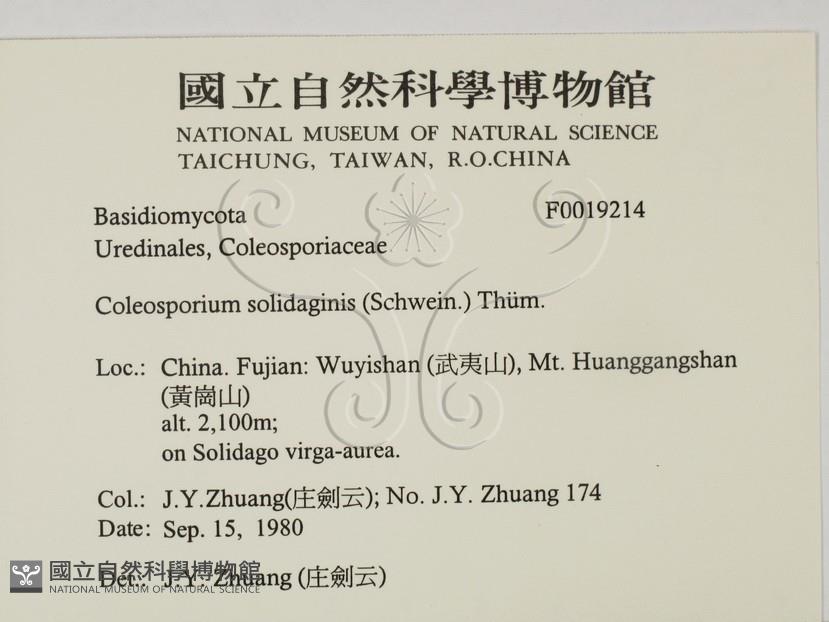 國立自然科學博物館
NATIONAL MUSEUM OF NATURAL SCIENCE
TAICHUNG, TAIWAN, R.O.CHINA
Basidiomycota F0019214
Uredinales, Coleosporiaceae
Coleosporium solidaginis (Schwein.) Thüm.
Loc.: China. Fujian: Wuyishan (武夷山), Mt. Huanggangshan
(黃崗山)
alt. 2,100m;
on Solidago virga-aurea.
Col.: J.Y.Zhuang(庄劍云); No. J.Y. Zhuang 174
Date: Sep. 15, 1980
Det.: J.Y. Zhuang (庄劍云)
國立自然科學博物館
NATIONAL MUSEUM OF NATURAL SCIENCE